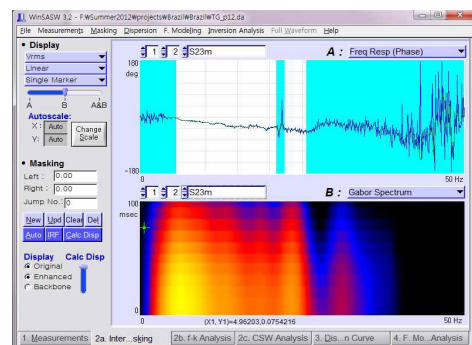 WinSASW 3.2 - F:\Summer2012\projects\Brazil\Brazil\TG_p12.da
File Measurements Masking Dispersion F. Modeling Inversion Analysis Full Waveform Help
• Display
Vrms
Linear
Single Marker
A B A&B
Autoscale:
X : Auto
Y: Auto
Change Scale
• Masking
Left : 0.00
Right : 0.00
Jump No.: 0
New Upd Clear Del
Auto IRF Calc Disp
Display Calc Disp
Original
Enhanced
Backbone
1 2 S23m A : Freq Resp (Phase)
180
deg
-180
0 50 Hz
1 2 S23m B : Gabor Spectrum
100
msec
0
0 (X1, Y1)=4.96203,0.0754216 50 Hz
1. Measurements 2a. Inter...sking 2b. f-k Analysis 2c. CSW Analysis 3. Dis...n Curve 4. F. Mo...Analysis